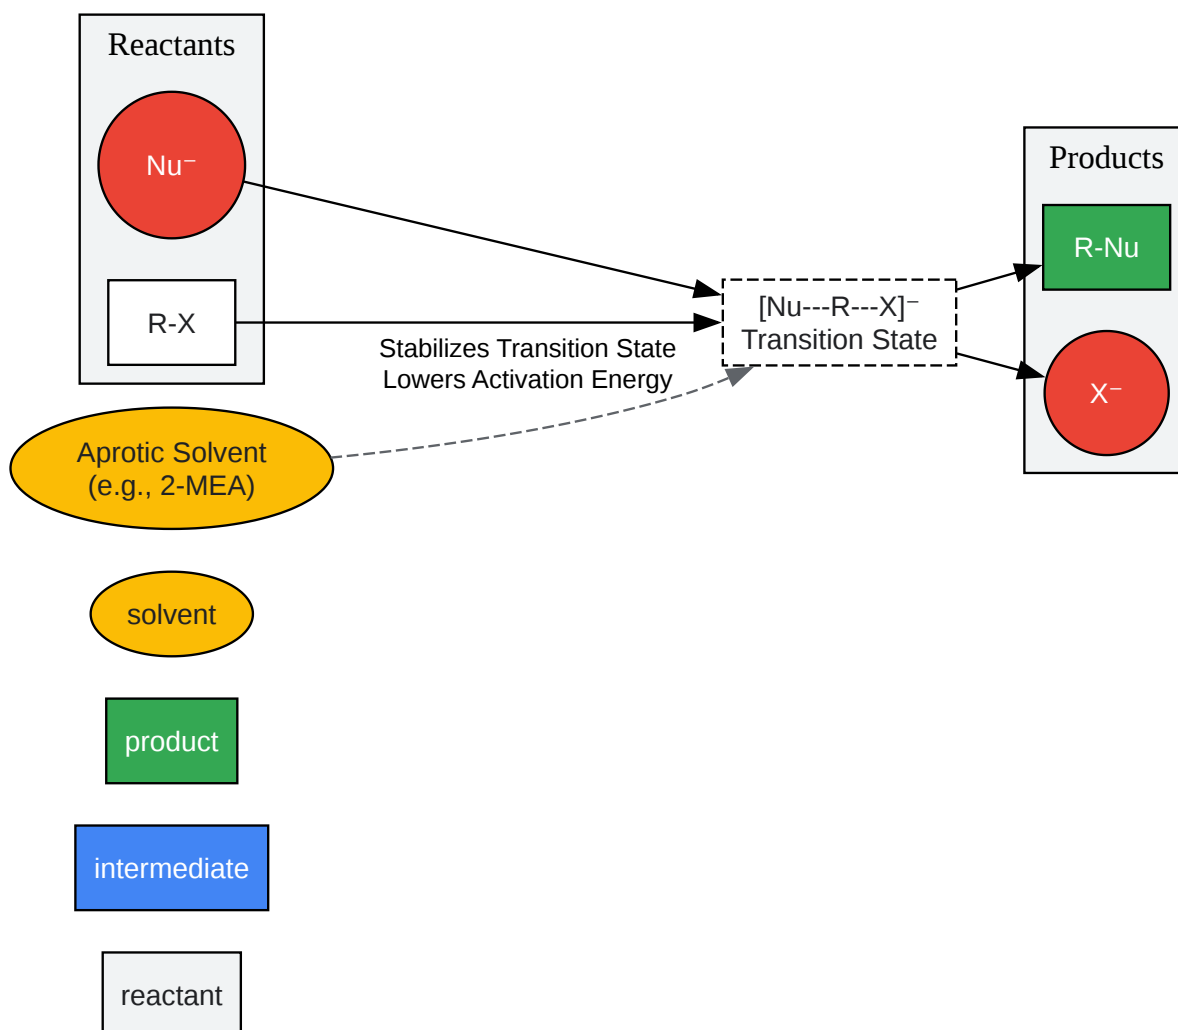 Reactants
Nu⁻
R-X
Stabilizes Transition State
Lowers Activation Energy
[Nu---R---X]⁻
Transition State
Products
R-Nu
X⁻
Aprotic Solvent
(e.g., 2-MEA)
solvent
product
intermediate
reactant